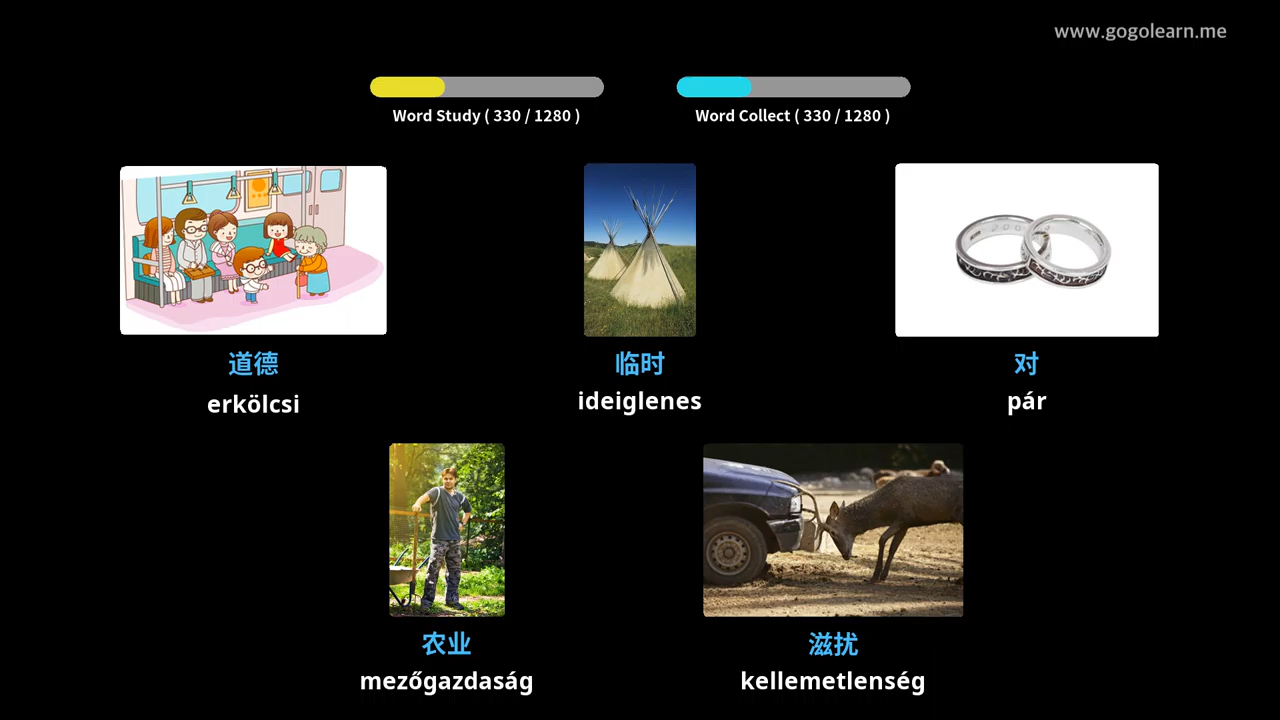 www.gogolearn.me
Word Study ( 330 / 1280 )
Word Collect ( 330 / 1280 )
道德
erkölcsi
临时
ideiglenes
对
pár
农业
mezőgazdaság
滋扰
kellemetlenség